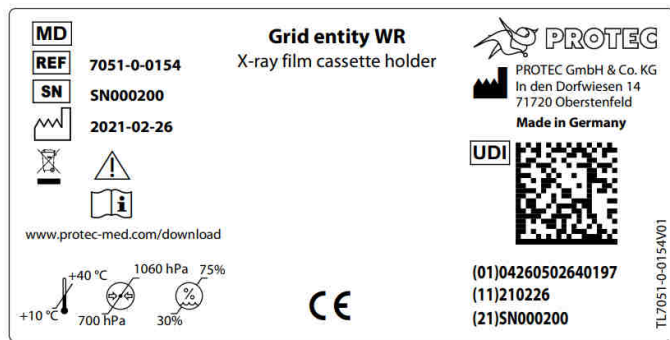 MD
REF 7051-0-0154
SN SN000200
2021-02-26
www.protec-med.com/download
+40 °C
+10 °C
1060 hPa
700 hPa
75%
%
30%
Grid entity WR
X-ray film cassette holder
CE
PROTEC
PROTEC GmbH & Co. KG
In den Dorfwiesen 14
71720 Oberstenfeld
Made in Germany
UDI
(01)04260502640197
(11)210226
(21)SN000200
TL7051-0-0154V01